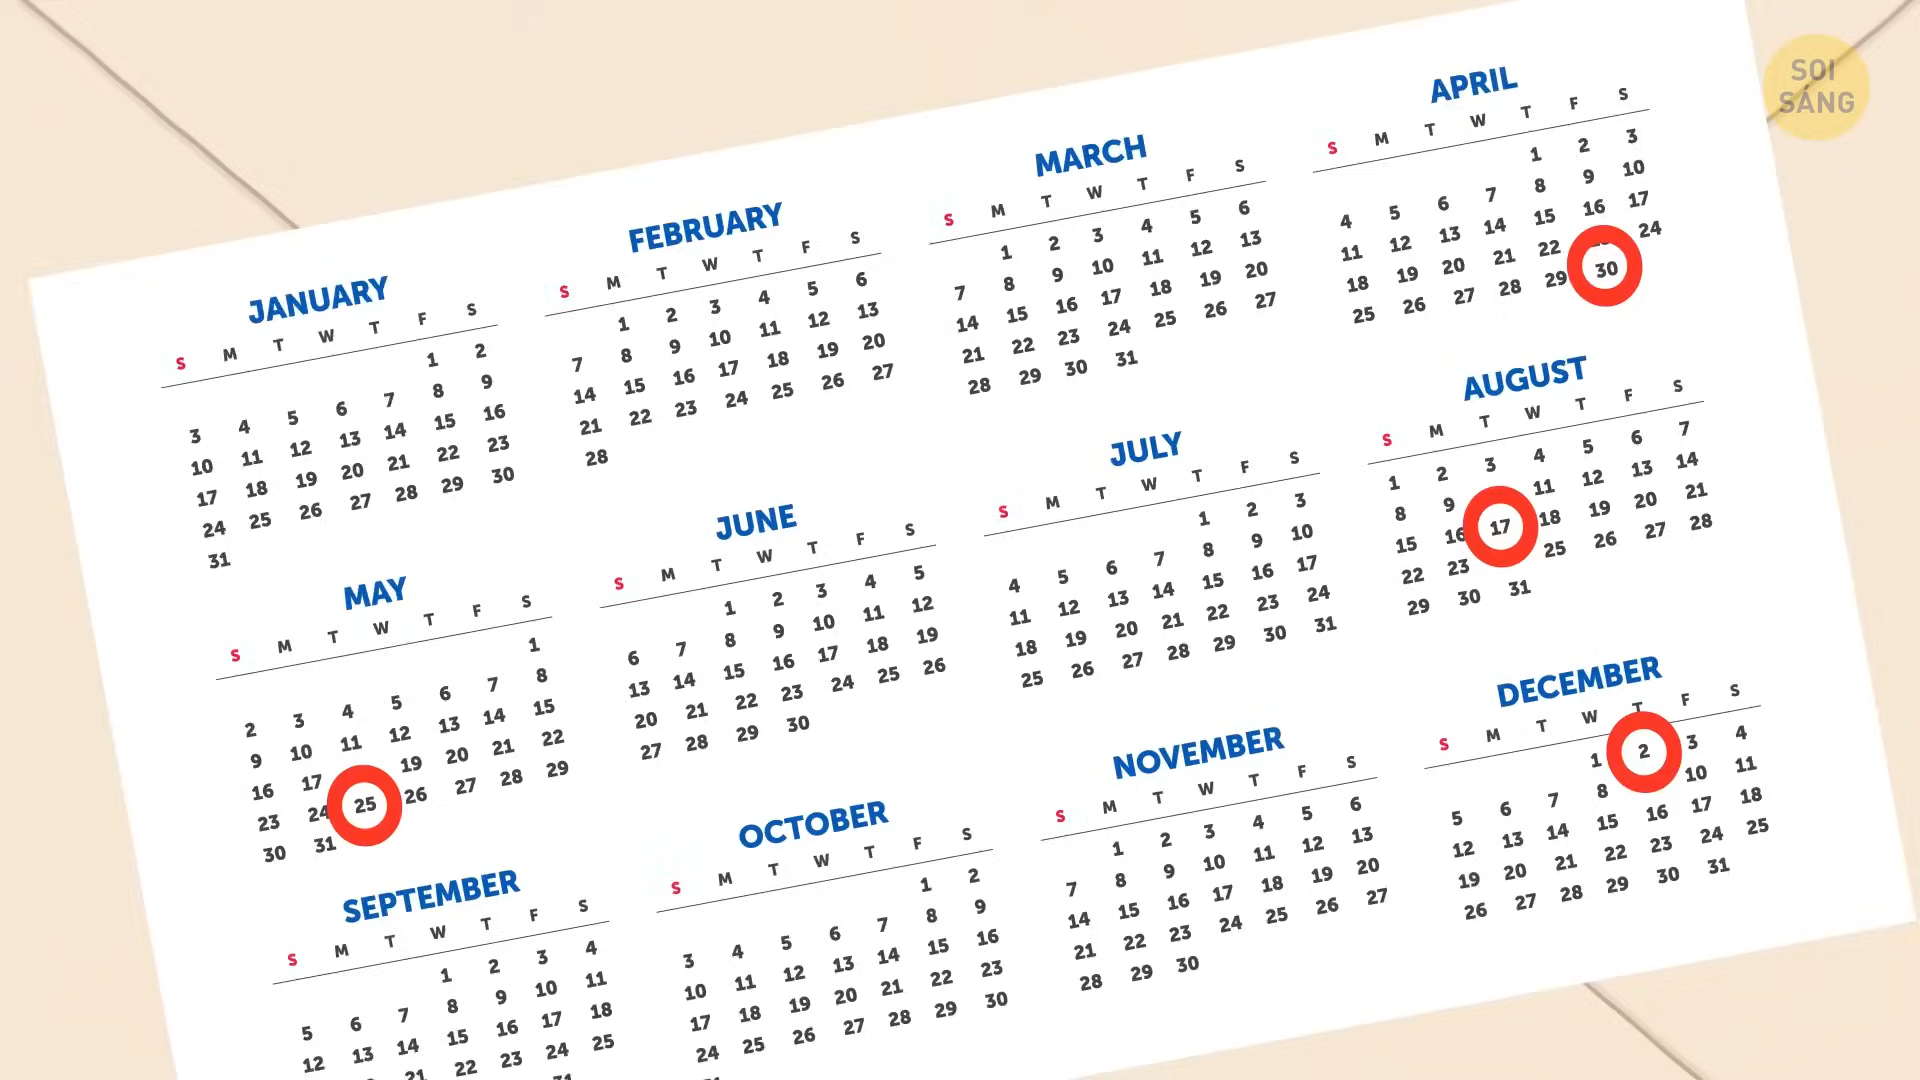 SOI
SÁNG
JANUARY
S M T W T F S
1 2
3 4 5 6 7 8 9
10 11 12 13 14 15 16
17 18 19 20 21 22 23
24 25 26 27 28 29 30
31
FEBRUARY
S M T W T F S
1 2 3 4 5 6
7 8 9 10 11 12 13
14 15 16 17 18 19 20
21 22 23 24 25 26 27
28
MARCH
S M T W T F S
1 2 3 4 5 6
7 8 9 10 11 12 13
14 15 16 17 18 19 20
21 22 23 24 25 26 27
28 29 30 31
APRIL
S M T W T F S
1 2 3
4 5 6 7 8 9 10
11 12 13 14 15 16 17
18 19 20 21 22 24
25 26 27 28 29 30
MAY
S M T W T F S
1
2 3 4 5 6 7 8
9 10 11 12 13 14 15
16 17 19 20 21 22
23 24 25 26 27 28 29
30 31
JUNE
S M T W T F S
1 2 3 4 5
6 7 8 9 10 11 12
13 14 15 16 17 18 19
20 21 22 23 24 25 26
27 28 29 30
JULY
S M T W T F S
1 2 3
4 5 6 7 8 9 10
11 12 13 14 15 16 17
18 19 20 21 22 23 24
25 26 27 28 29 30 31
AUGUST
S M T W T F S
1 2 3 4 5 6 7
8 9 11 12 13 14
15 16 17 18 19 20 21
22 23 25 26 27 28
29 30 31
SEPTEMBER
S M T W T F S
1 2 3 4
5 6 7 8 9 10 11
12 13 14 15 16 17 18
21 22 23 24 25
OCTOBER
S M T W T F S
1 2
3 4 5 6 7 8 9
10 11 12 13 14 15 16
17 18 19 20 21 22 23
24 25 26 27 28 29 30
NOVEMBER
S M T W T F S
1 2 3 4 5 6
7 8 9 10 11 12 13
14 15 16 17 18 19 20
21 22 23 24 25 26 27
28 29 30
DECEMBER
S M T W T F S
1 2 3 4
5 6 7 8 10 11
12 13 14 15 16 17 18
19 20 21 22 23 24 25
26 27 28 29 30 31